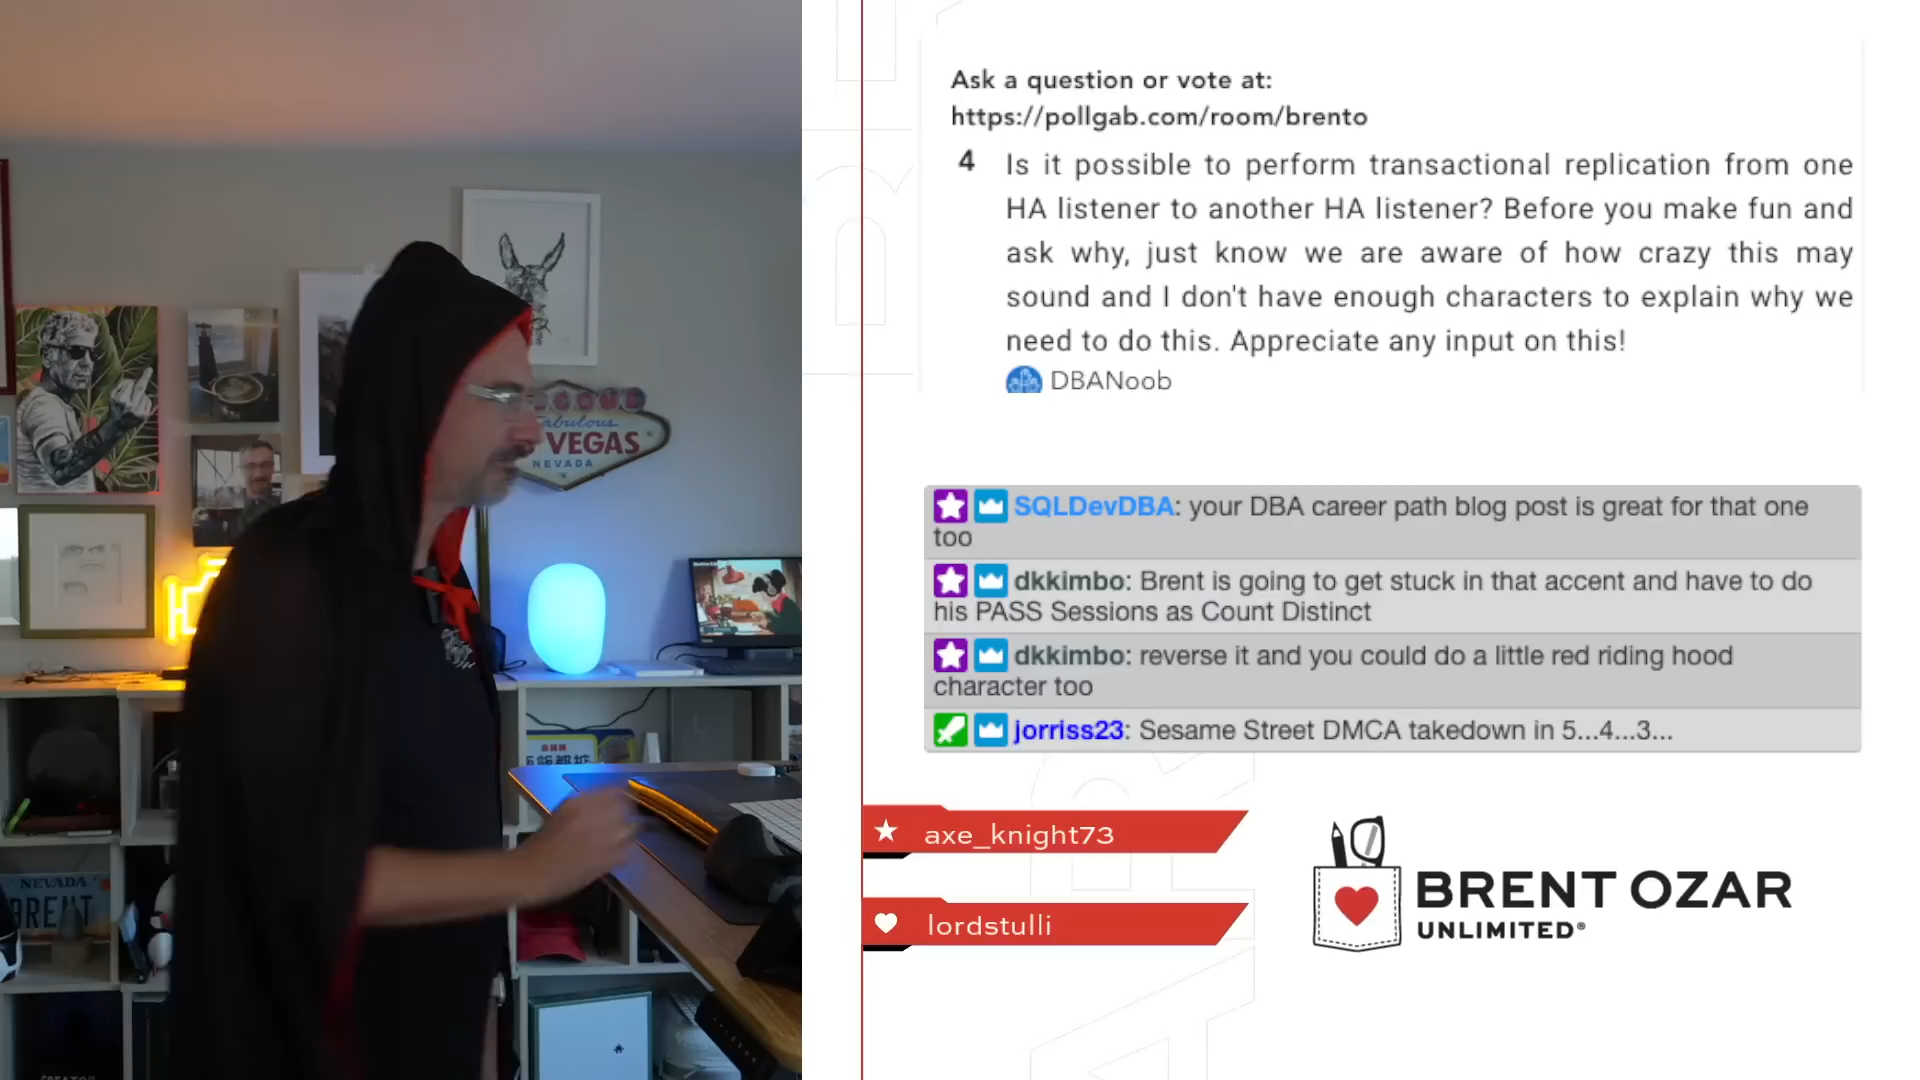 Ask a question or vote at:
https://pollgab.com/room/brento
4 Is it possible to perform transactional replication from one
HA listener to another HA listener? Before you make fun and
ask why, just know we are aware of how crazy this may
sound and I don't have enough characters to explain why we
need to do this. Appreciate any input on this!
DBANoob
SQLDevDBA: your DBA career path blog post is great for that one
too
dkkimbo: Brent is going to get stuck in that accent and have to do
his PASS Sessions as Count Distinct
dkkimbo: reverse it and you could do a little red riding hood
character too
jorriss23: Sesame Street DMCA takedown in 5...4...3...
axe_knight73
lordstulli
BRENT OZAR
UNLIMITED®
VEGAS
NEVADA
NEVADA
BRENT